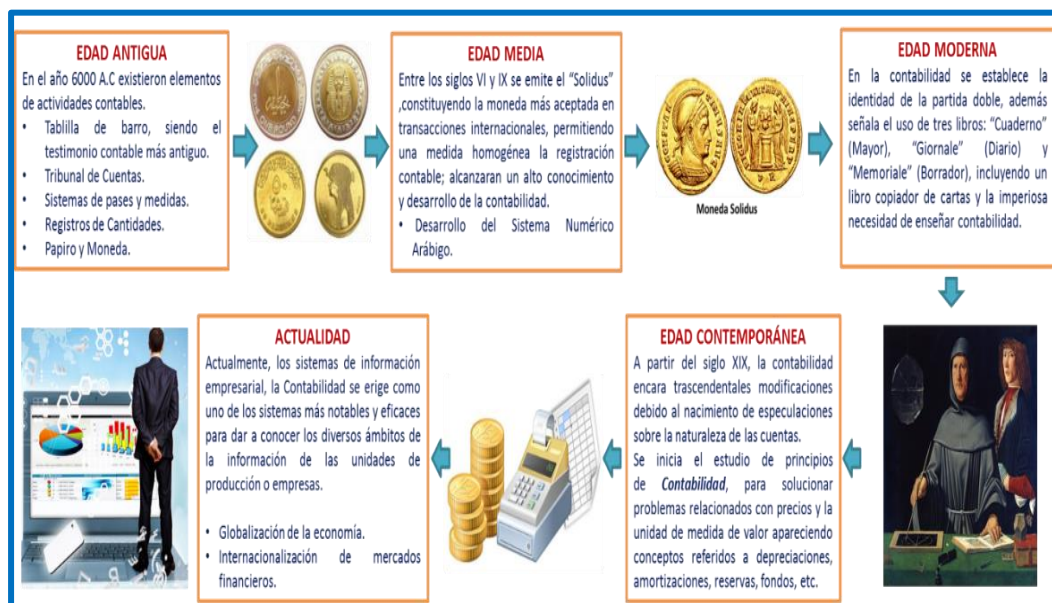 EDAD ANTIGUA
En el año 6000 A.C existieron elementos
de actividades contables.
• Tablilla de barro, siendo el
testimonio contable más antiguo.
• Tribunal de Cuentas.
• Sistemas de pases y medidas.
• Registros de Cantidades.
• Papiro y Moneda.
EDAD MEDIA
Entre los siglos VI y IX se emite el “Solidus”
,constituyendo la moneda más aceptada en
transacciones internacionales, permitiendo
una medida homogénea la registración
contable; alcanzaran un alto conocimiento
y desarrollo de la contabilidad.
• Desarrollo del Sistema Numérico
Arábigo.
Moneda Solidus
EDAD MODERNA
En la contabilidad se establece la
identidad de la partida doble, además
señala el uso de tres libros: “Cuaderno”
(Mayor), “Giornale” (Diario) y
“Memoriale” (Borrador), incluyendo un
libro copiador de cartas y la imperiosa
necesidad de enseñar contabilidad.
EDAD CONTEMPORÁNEA
A partir del siglo XIX, la contabilidad
encara trascendentales modificaciones
debido al nacimiento de especulaciones
sobre la naturaleza de las cuentas.
Se inicia el estudio de principios
de Contabilidad, para solucionar
problemas relacionados con precios y la
unidad de medida de valor apareciendo
conceptos referidos a depreciaciones,
amortizaciones, reservas, fondos, etc.
ACTUALIDAD
Actualmente, los sistemas de información
empresarial, la Contabilidad se erige como
uno de los sistemas más notables y eficaces
para dar a conocer los diversos ámbitos de
la información de las unidades de
producción o empresas.
• Globalización de la economía.
• Internacionalización de mercados
financieros.